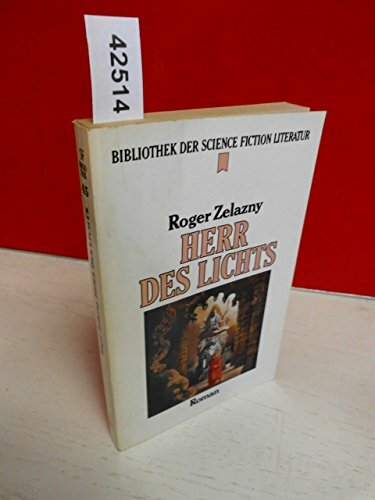 42514
BIBLIOTHEK DER SCIENCE FICTION LITERATUR
Roger Zelazny
HERR
DES LICHTS
Roman